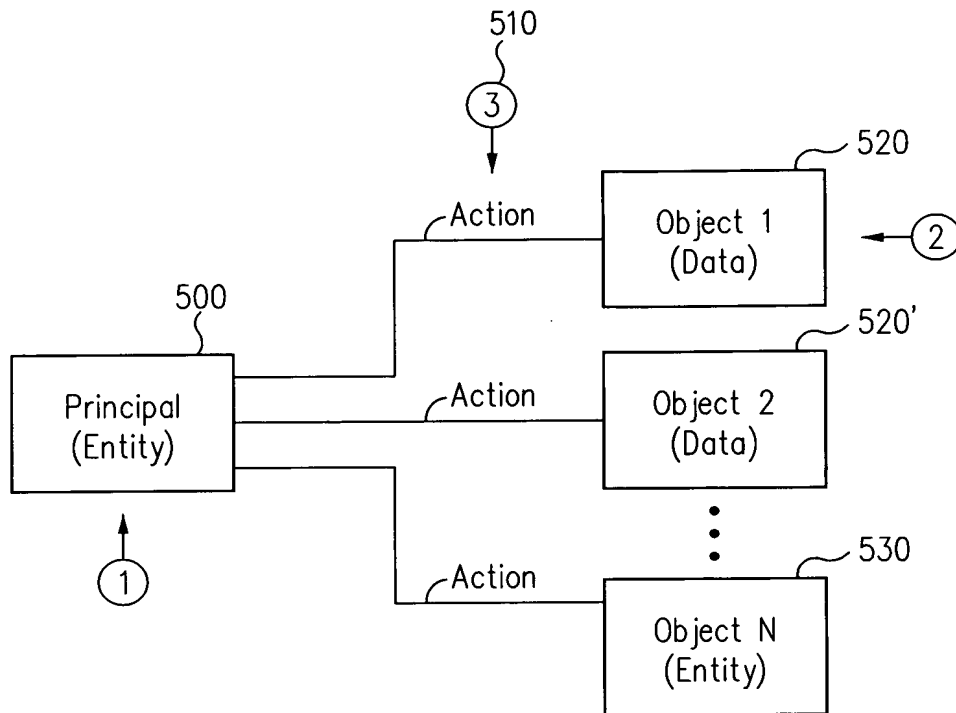 510
3
520
Action
Object 1
(Data)
2
500
520'
Principal
(Entity)
Action
Object 2
(Data)
1
530
Action
Object N
(Entity)